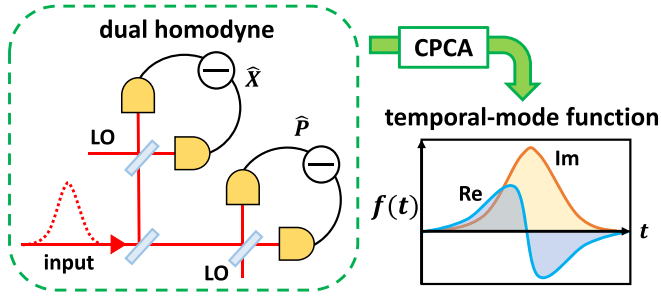 dual homodyne
X̂
LO
P̂
input
LO
CPCA
temporal-mode function
Im
Re
f(t)
t